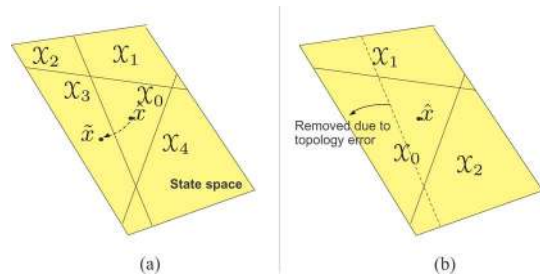 𝒳₂
𝒳₁
𝒳₃
𝒳₀
x̂
x̃
𝒳₄
State space
(a)
𝒳₁
x̂
Removed due to
topology error
𝒳₀
𝒳₂
(b)